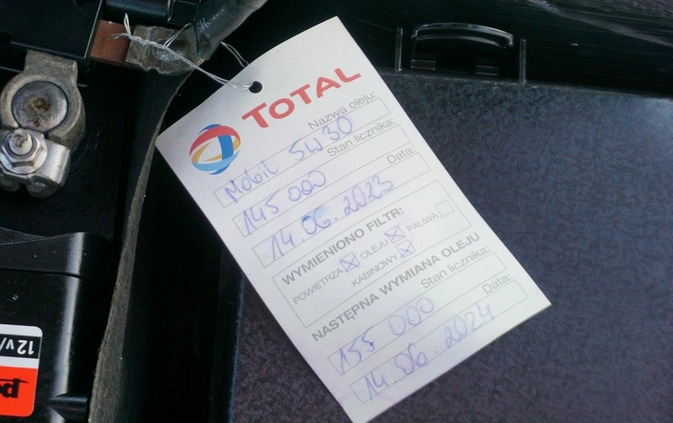 TOTAL
Nazwa oleju:
Mobil 5W30
Stan licznika:
145 000
Data:
14.06.2023
WYMIENIONO FILTR:
POWIETRZA OLEJU PALIWA
KABINOWY
NASTĘPNA WYMIANA OLEJU
Stan licznika:
155 000
Data:
14.06.2024
12v/